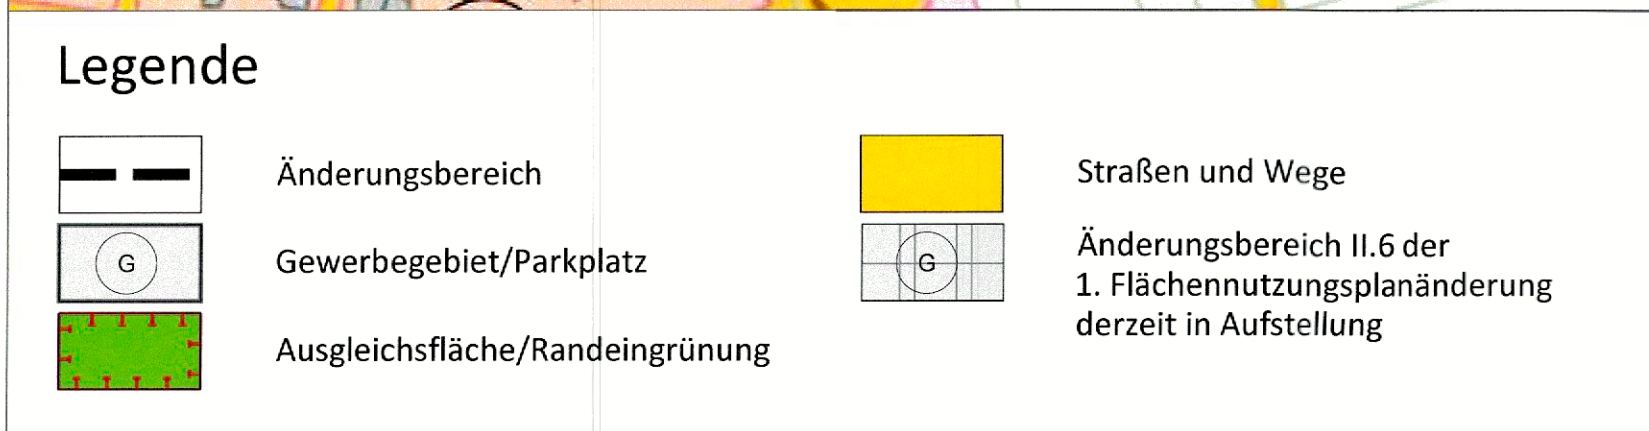 Legende
Änderungsbereich
G
Gewerbegebiet/Parkplatz
Ausgleichsfläche/Randeingrünung
Straßen und Wege
G
Änderungsbereich II.6 der
1. Flächennutzungsplanänderung
derzeit in Aufstellung